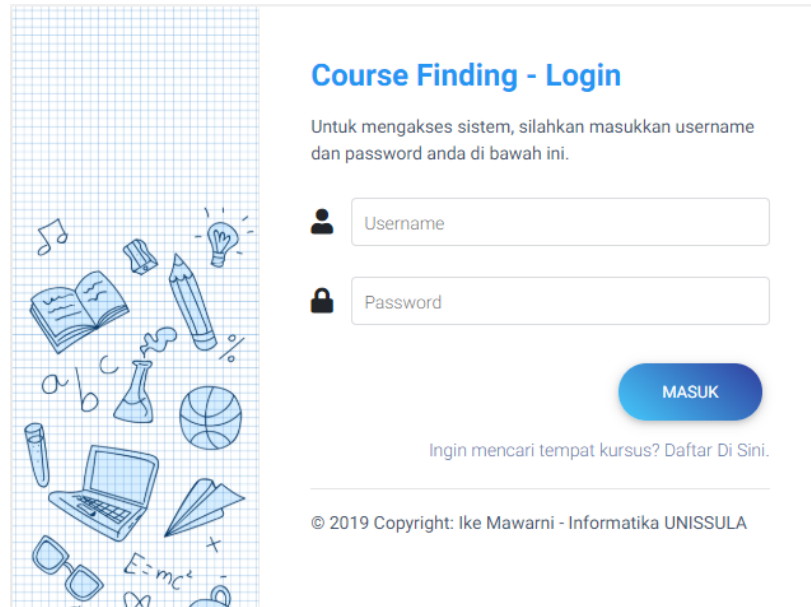 Course Finding - Login
Untuk mengakses sistem, silahkan masukkan username
dan password anda di bawah ini.
Username
Password
MASUK
Ingin mencari tempat kursus? Daftar Di Sini.
© 2019 Copyright: Ike Mawarni - Informatika UNISSULA
%
a b c
E=mc²